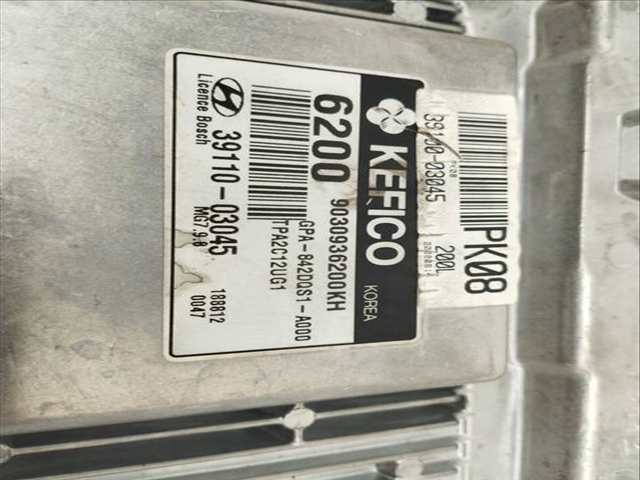 PK08
39100-03045
200L
KEFICO
KOREA
6200
9030936200KH
GPA-842DQS1-A000
TPA2C12UG1
39110-03045
Licence Bosch
MG7.9.8
188812
0047